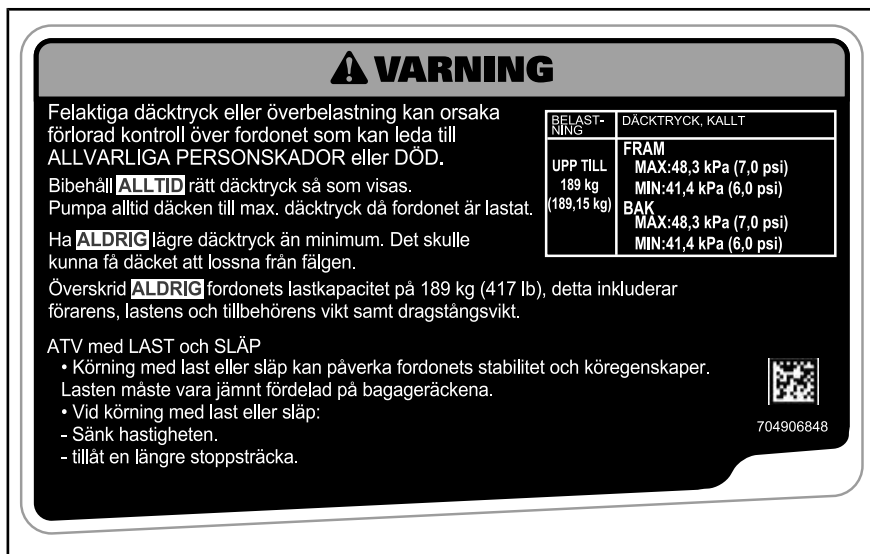 VARNING
Felaktiga däcktryck eller överbelastning kan orsaka
förlorad kontroll över fordonet som kan leda till
ALLVARLIGA PERSONSKADOR eller DÖD.
Bibehåll ALLTID rätt däcktryck så som visas.
Pumpa alltid däcken till max. däcktryck då fordonet är lastat.
Ha ALDRIG lägre däcktryck än minimum. Det skulle
kunna få däcket att lossna från fälgen.
BELAST-
NING
DÄCKTRYCK, KALLT
UPP TILL
189 kg
(189,15 kg)
FRAM
MAX:48,3 kPa (7,0 psi)
MIN:41,4 kPa (6,0 psi)
BAK
MAX:48,3 kPa (7,0 psi)
MIN:41,4 kPa (6,0 psi)
Överskrid ALDRIG fordonets lastkapacitet på 189 kg (417 lb), detta inkluderar
förarens, lastens och tillbehörens vikt samt dragstångsvikt.
ATV med LAST och SLÄP
• Körning med last eller släp kan påverka fordonets stabilitet och köregenskaper.
Lasten måste vara jämnt fördelad på bagageräckena.
• Vid körning med last eller släp:
- Sänk hastigheten.
- tillåt en längre stoppsträcka.
704906848